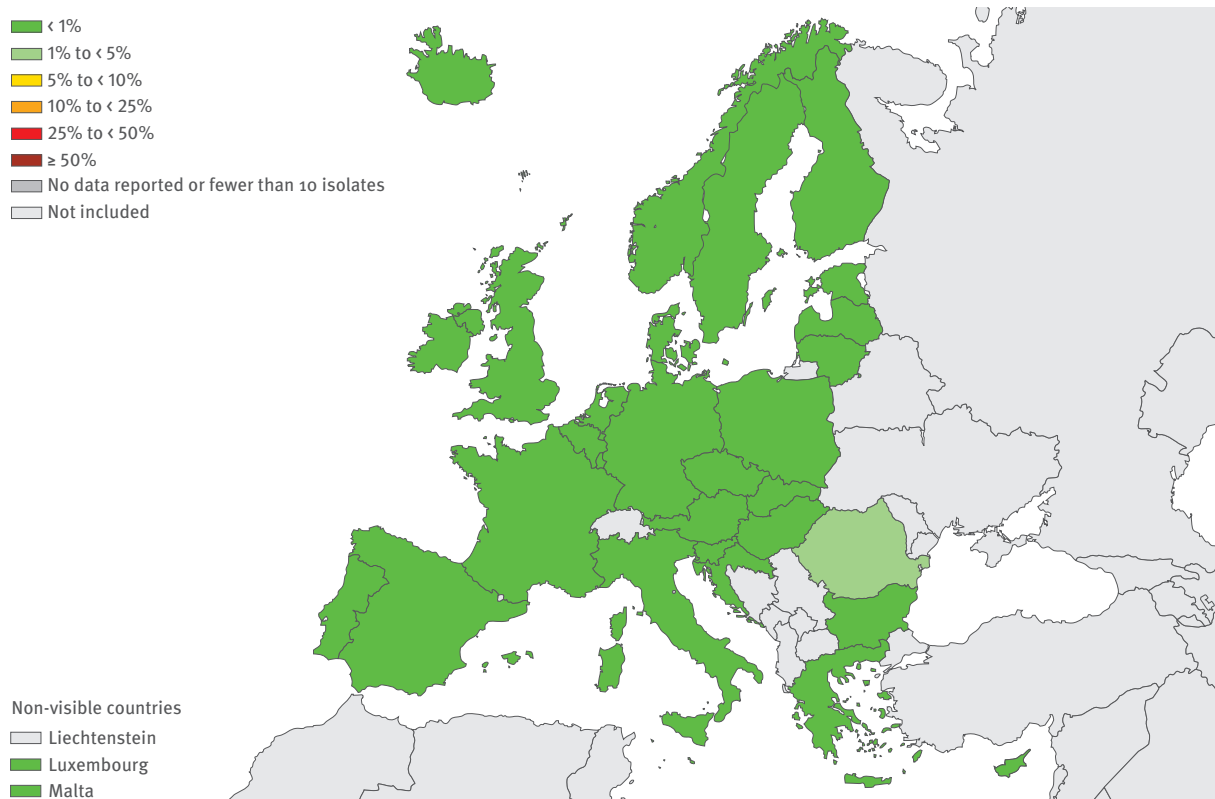 < 1%
1% to < 5%
5% to < 10%
10% to < 25%
25% to < 50%
≥ 50%
No data reported or fewer than 10 isolates
Not included
Non-visible countries
Liechtenstein
Luxembourg
Malta